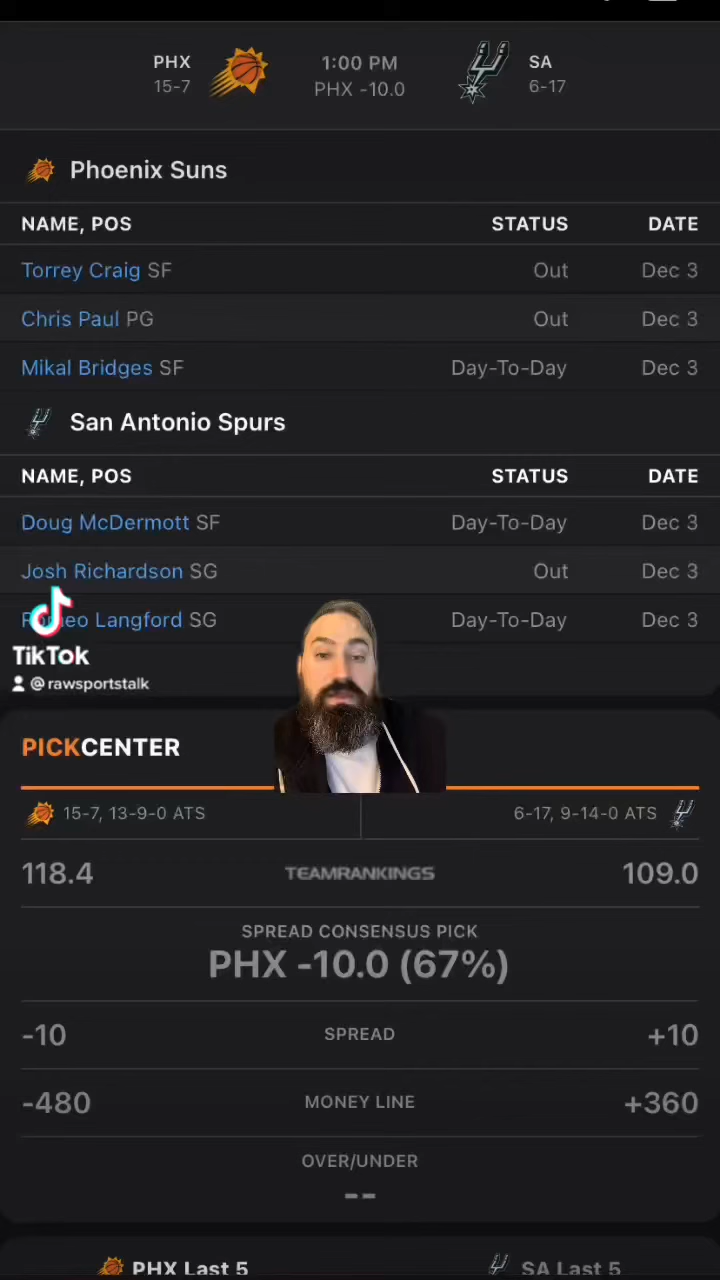 PHX 1:00 PM SA
15-7 PHX -10.0 6-17
Phoenix Suns
NAME, POS STATUS DATE
Torrey Craig SF Out Dec 3
Chris Paul PG Out Dec 3
Mikal Bridges SF Day-To-Day Dec 3
San Antonio Spurs
NAME, POS STATUS DATE
Doug McDermott SF Day-To-Day Dec 3
Josh Richardson SG Out Dec 3
Romeo Langford SG Day-To-Day Dec 3
TikTok
@rawsportstalk
PICKCENTER
15-7, 13-9-0 ATS 6-17, 9-14-0 ATS
118.4 TEAMRANKINGS 109.0
SPREAD CONSENSUS PICK
PHX -10.0 (67%)
-10 SPREAD +10
-480 MONEY LINE +360
OVER/UNDER
--
PHX Last 5 SA Last 5